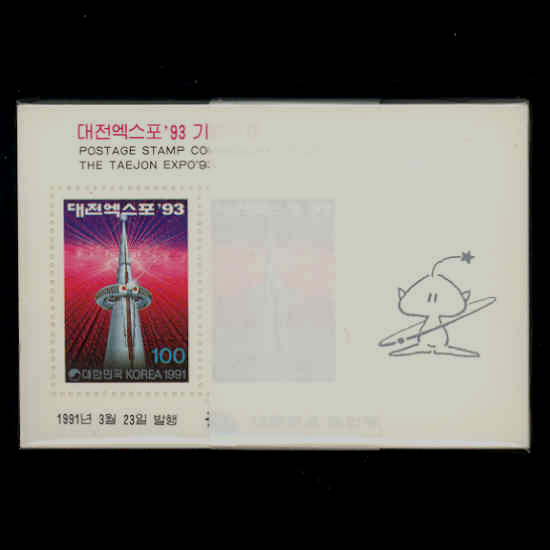 대전엑스포 '93 기
POSTAGE STAMP CO
THE TAEJON EXPO'93
대전엑스포 '93
100
대한민국 KOREA 1991
1991년 3월 23일 발행